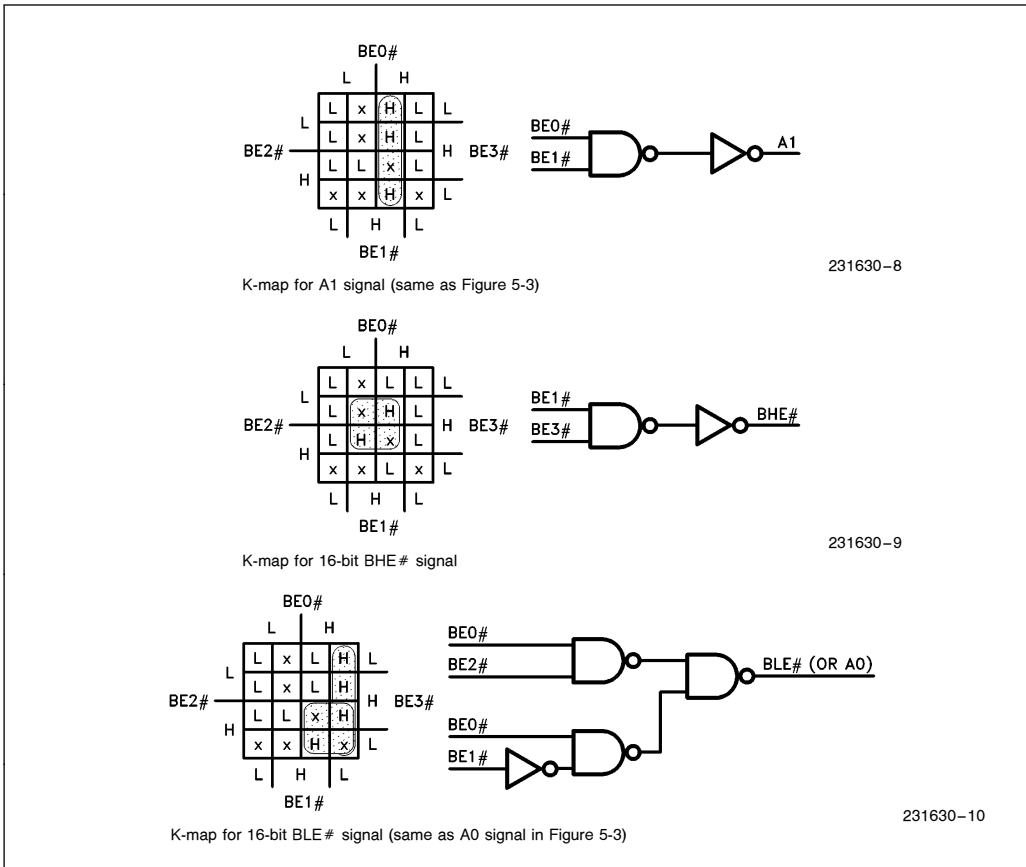 BE0#
L H
L x H L L
L
L x H L
BE2# H BE3#
L L x L
H
x x H x L
L H L
BE1#
BE0#
BE1#
A1
231630-8
K-map for A1 signal (same as Figure 5-3)
BE0#
L H
L x L L L
L
L x H L
BE2# H BE3#
L H x L
H
x x L x L
L H L
BE1#
BE1#
BE3#
BHE#
231630-9
K-map for 16-bit BHE# signal
BE0#
L H
L x L H L
L
L x L H
BE2# H BE3#
L L x H
H
x x H x L
L H L
BE1#
BE0#
BE2#
BE0#
BE1#
BLE# (OR A0)
231630-10
K-map for 16-bit BLE# signal (same as A0 signal in Figure 5-3)